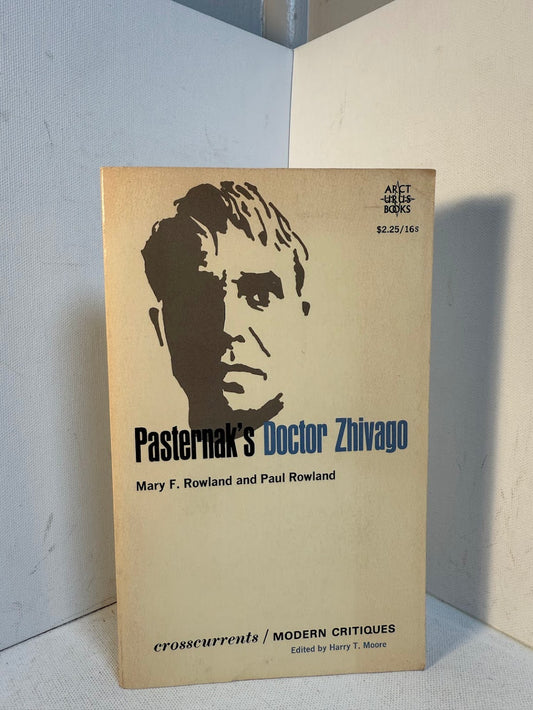 ARCT
URUS
BOOKS
$2.25/16s
Pasternak's Doctor Zhivago
Mary F. Rowland and Paul Rowland
crosscurrents / MODERN CRITIQUES
Edited by Harry T. Moore